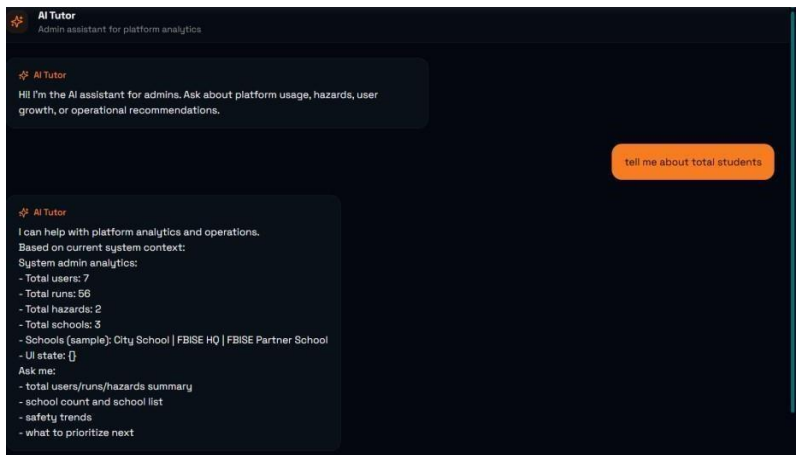 AI Tutor
Admin assistant for platform analytics
AI Tutor
Hi! I'm the AI assistant for admins. Ask about platform usage, hazards, user
growth, or operational recommendations.
tell me about total students
AI Tutor
I can help with platform analytics and operations.
Based on current system context:
System admin analytics:
- Total users: 7
- Total runs: 56
- Total hazards: 2
- Total schools: 3
- Schools (sample): City School | FBISE HQ | FBISE Partner School
- UI state: {}
Ask me:
- total users/runs/hazards summary
- school count and school list
- safety trends
- what to prioritize next